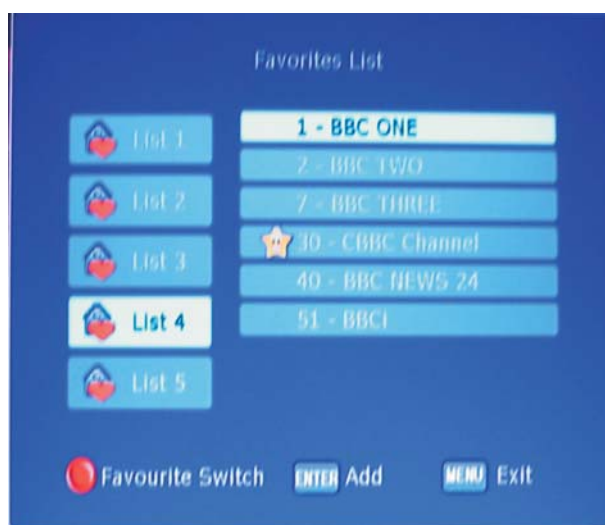 Favorites List
List 1
List 2
List 3
List 4
List 5
1 - BBC ONE
2 - BBC TWO
7 - BBC THREE
30 - CBBC Channel
40 - BBC NEWS 24
51 - BBCi
Favourite Switch ENTER Add MENU Exit